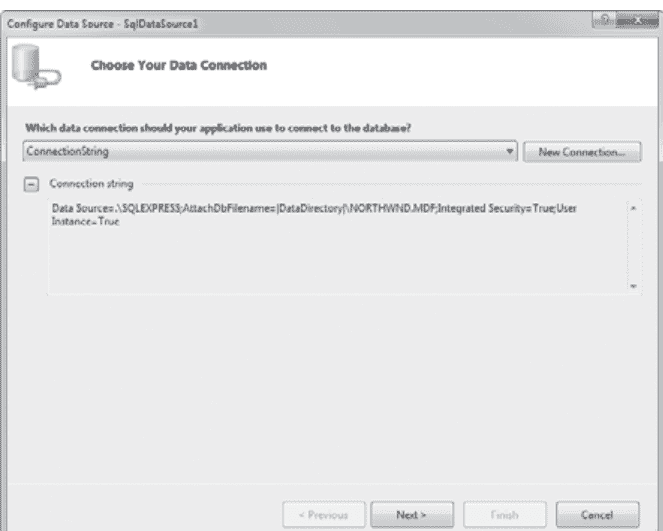 Configure Data Source - SqlDataSource1
Choose Your Data Connection
Which data connection should your application use to connect to the database?
ConnectionString
New Connection...
Connection string
Data Source=.\SQLEXPRESS;AttachDbFilename=|DataDirectory|\NORTHWND.MDF;Integrated Security=True;User
Instance=True
< Previous
Next >
Finish
Cancel